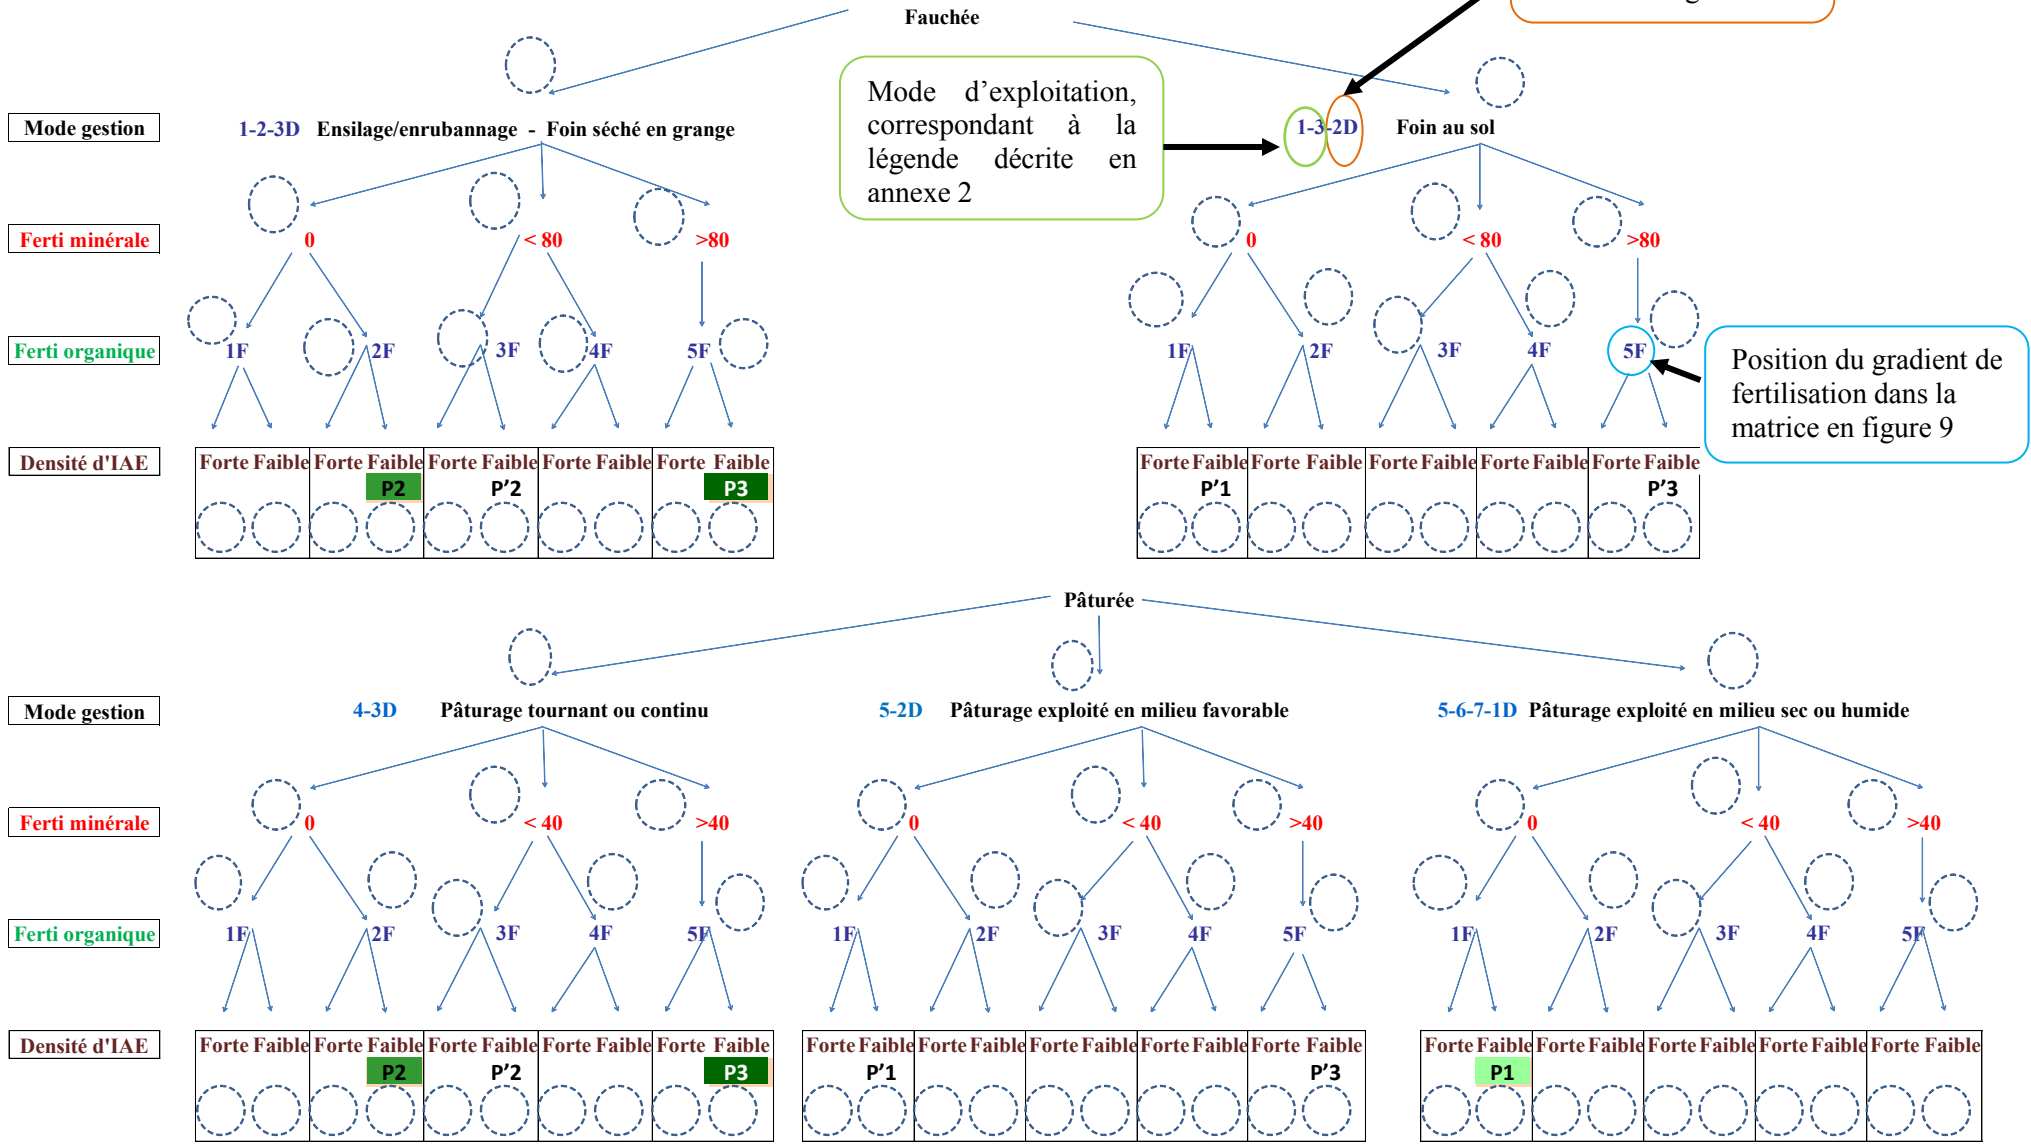 Fauchée
Mode d'exploitation,
correspondant à la
légende décrite en
annexe 2
Mode gestion
1-2-3D Ensilage/enrubannage - Foin séché en grange
1-3-2D Foin au sol
Ferti minérale
0 < 80 >80
0 < 80 >80
Ferti organique
1F 2F 3F 4F 5F
1F 2F 3F 4F 5F
Position du gradient de
fertilisation dans la
matrice en figure 9
Densité d'IAE
Forte Faible Forte Faible Forte Faible Forte Faible Forte Faible
Forte Faible Forte Faible Forte Faible Forte Faible Forte Faible
P2 P'2 P3
P'1 P'3
Pâturée
Mode gestion
4-3D Pâturage tournant ou continu
5-2D Pâturage exploité en milieu favorable
5-6-7-1D Pâturage exploité en milieu sec ou humide
Ferti minérale
0 < 40 >40
0 < 40 >40
0 < 40 >40
Ferti organique
1F 2F 3F 4F 5F
1F 2F 3F 4F 5F
1F 2F 3F 4F 5F
Densité d'IAE
Forte Faible Forte Faible Forte Faible Forte Faible Forte Faible
Forte Faible Forte Faible Forte Faible Forte Faible Forte Faible
Forte Faible Forte Faible Forte Faible Forte Faible Forte Faible
P2 P'2 P3
P'1 P'3
P1